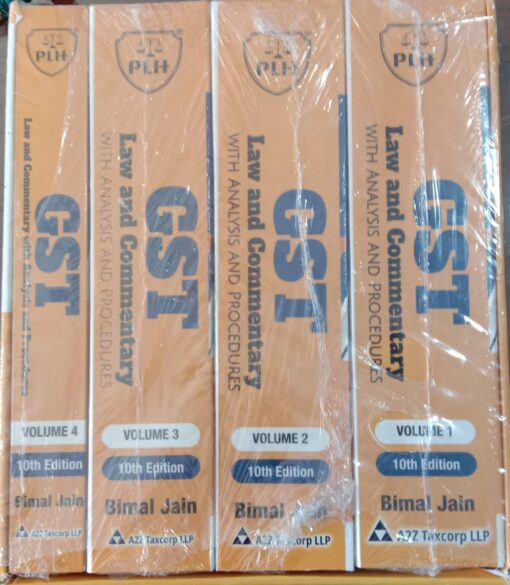 PLH
GST
Law and Commentary with Analysis and Procedures
VOLUME 4
10th Edition
Bimal Jain
A2Z Taxcorp LLP
PLH
GST
Law and Commentary
WITH ANALYSIS AND PROCEDURES
VOLUME 3
10th Edition
Bimal Jain
A2Z Taxcorp LLP
PLH
GST
Law and Commentary
WITH ANALYSIS AND PROCEDURES
VOLUME 2
10th Edition
Bimal Jain
A2Z Taxcorp LLP
PLH
GST
Law and Commentary
WITH ANALYSIS AND PROCEDURES
VOLUME 1
10th Edition
Bimal Jain
A2Z Taxcorp LLP